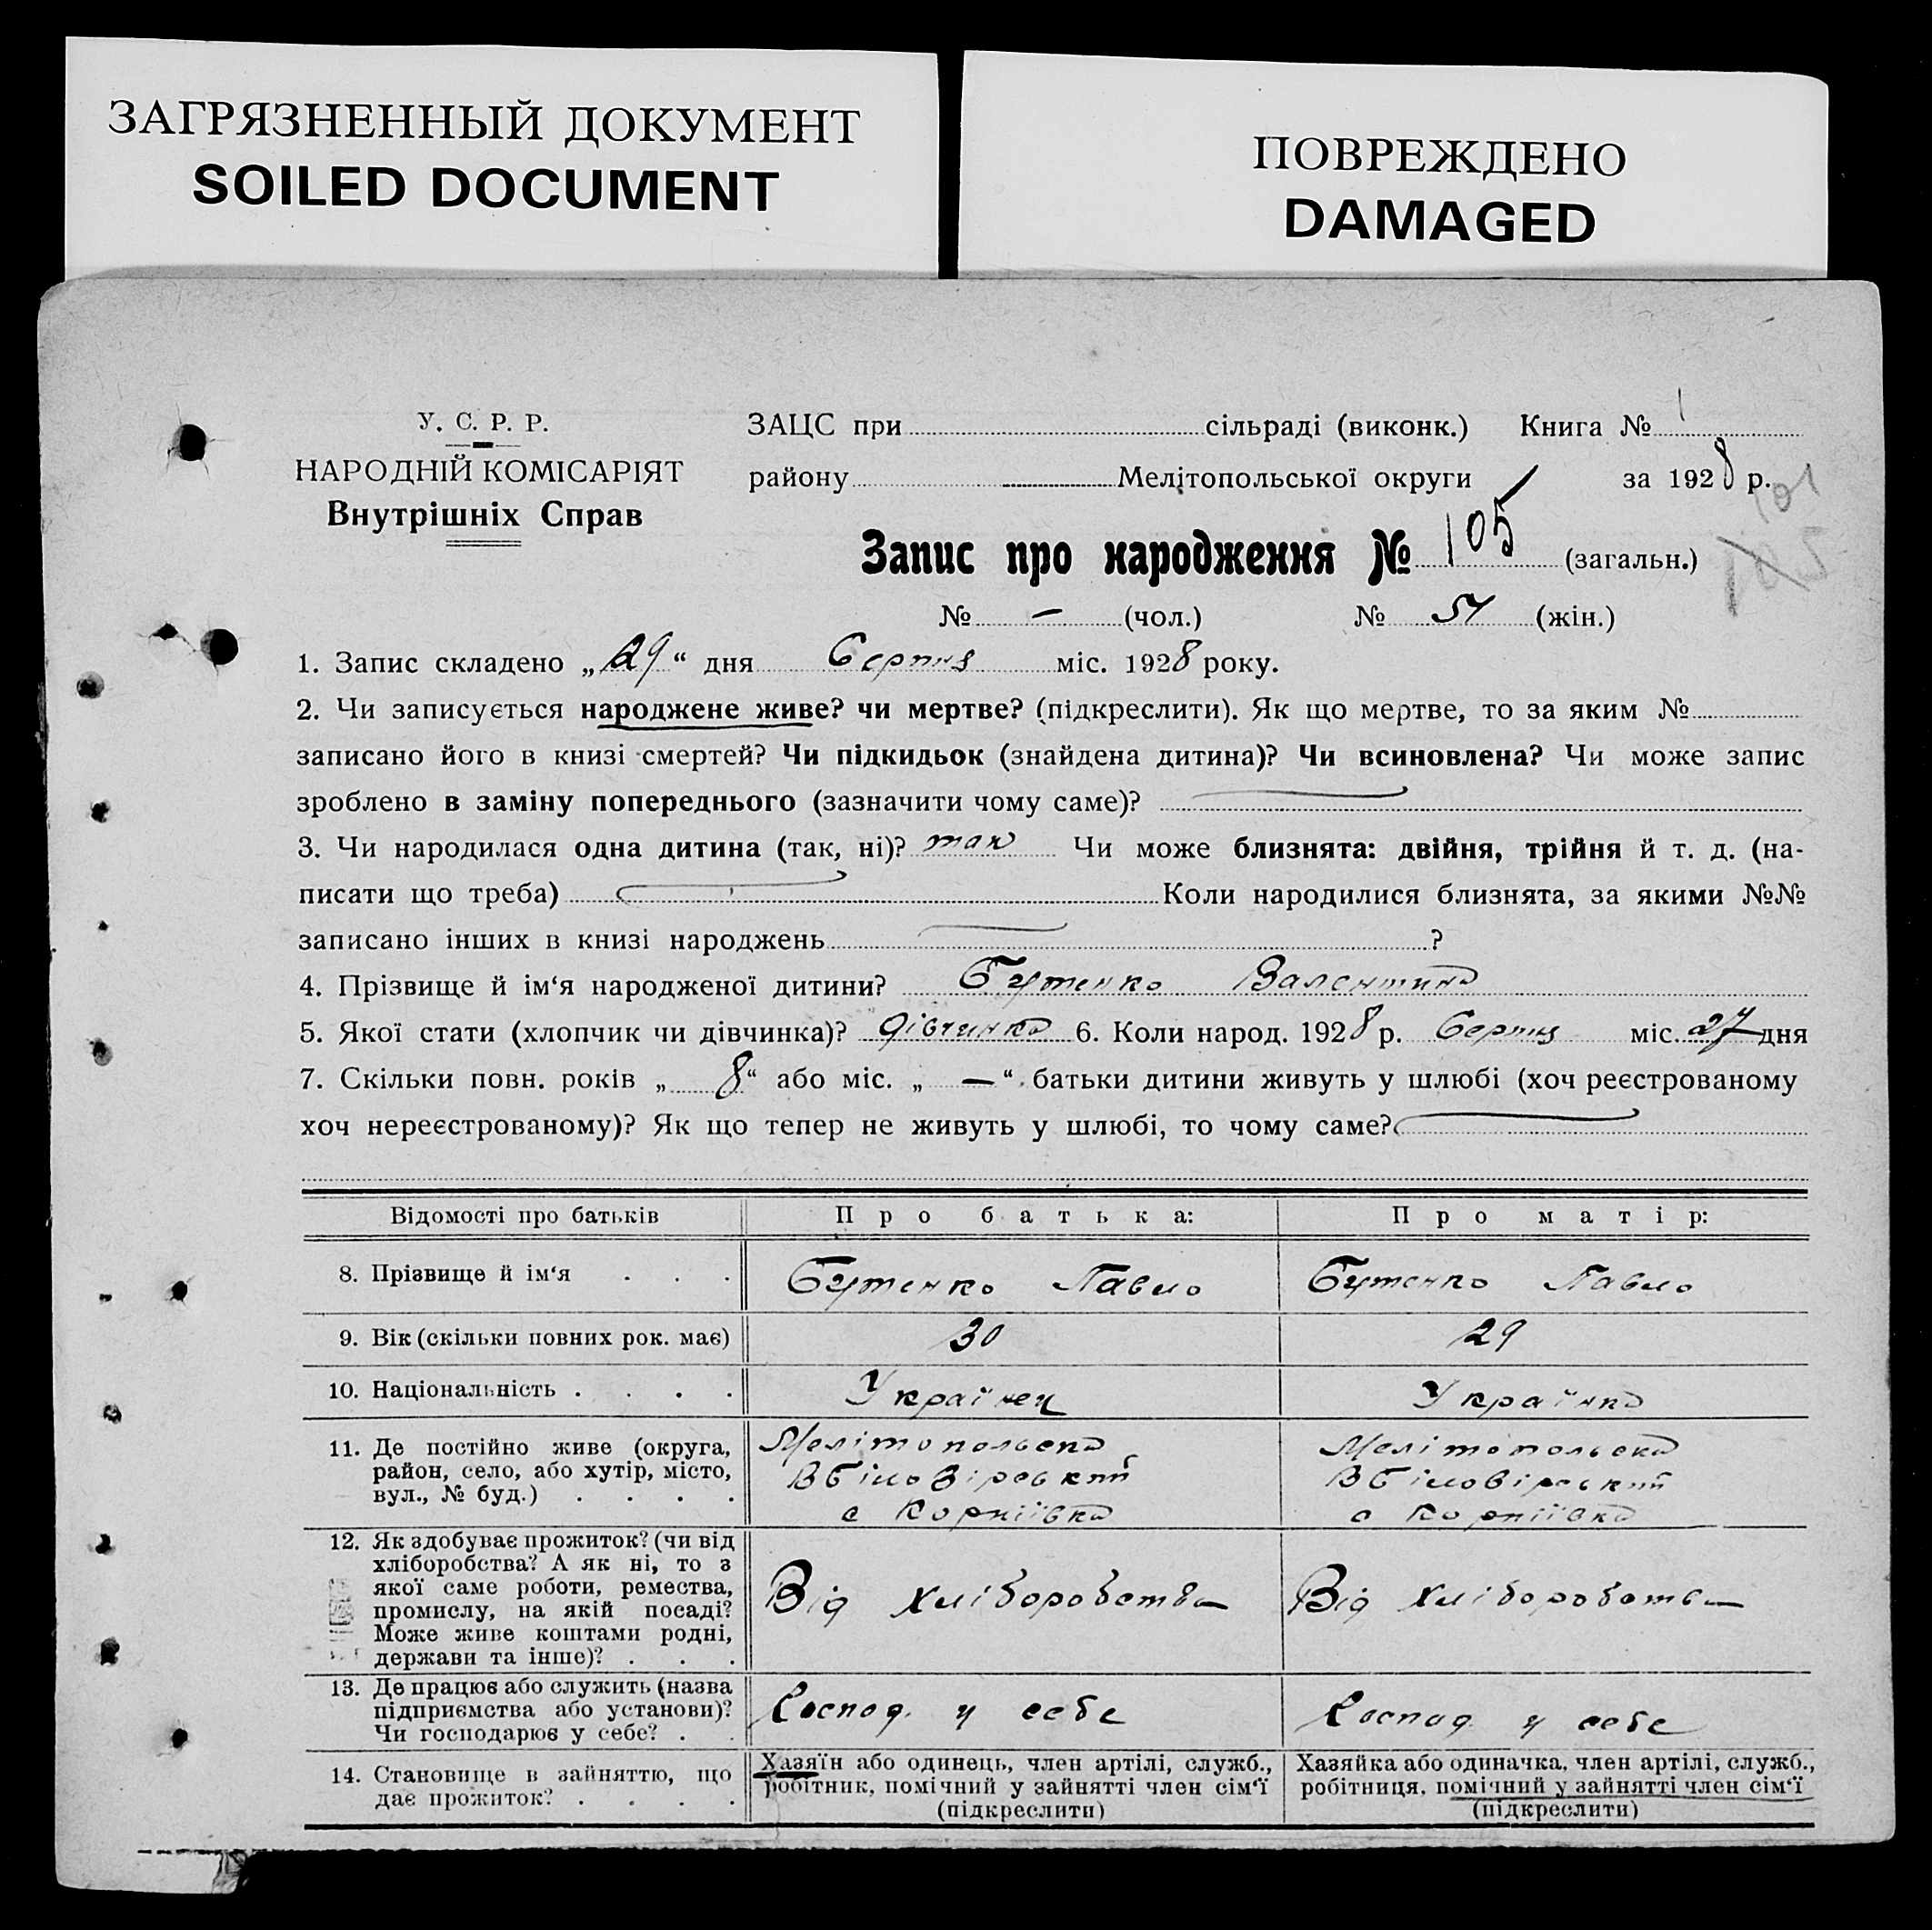 ЗАГРЯЗНЕННЫЙ ДОКУМЕНТ
SOILED DOCUMENT
ПОВРЕЖДЕНО
DAMAGED
У. С. Р. Р.
НАРОДНІЙ КОМІСАРІЯТ
Внутрішніх Справ
ЗАЦС при сільраді (виконк.) Книга № 1
району Мелітопольської округи за 1928 р.
101
Запис про народження № 105 (загальн.)
105
№ — (чол.) № 54 (жін.)
1. Запис складено „29“ дня Серпня міс. 1928 року.
2. Чи записується народжене живе? чи мертве? (підкреслити). Як що мертве, то за яким №
записано його в книзі смертей? Чи підкидьок (знайдена дитина)? Чи всиновлена? Чи може запис
зроблено в заміну попереднього (зазначити чому саме)?
3. Чи народилася одна дитина (так, ні)? так Чи може близнята: двійня, трійня й т. д. (на-
писати що треба) Коли народилися близнята, за якими №№
записано інших в книзі народжень ?
4. Прізвище й ім‘я народженої дитини? Бутенко Валентина
5. Якої стати (хлопчик чи дівчинка)? дівчинка 6. Коли народ. 1928 р. Серпня міс. 27 дня
7. Скільки повн. років „ 8 “ або міс. „ — “ батьки дитини живуть у шлюбі (хоч реєстрованому
хоч нереєстрованому)? Як що тепер не живуть у шлюбі, то чому саме?
Відомості про батьків Про батька: Про матір:
8. Прізвище й ім‘я . . . Бутенко Павло Бутенко Павло
9. Вік (скільки повних рок. має) 30 29
10. Національність . . . . Українец Українка
11. Де постійно живе (округа,
район, село, або хутір, місто,
вул., № буд.) . . . .
Мелітопольска
В Білозірський
с Корніівка
Мелітопольска
В Білозірський
с Корніівка
12. Як здобуває прожиток? (чи від
хліборобства? А як ні, то з
якої саме роботи, ремества,
промислу, на якій посаді?
Може живе коштами родні,
держави та інше)? . . .
Від хліборобства Від хліборобства
13. Де працює або служить (назва
підприємства або установи)?
Чи господарює у себе? . .
Господ. у себе Господ. у себе
14. Становище в зайняттю, що
дає прожиток? . . . .
Хазяїн або одинець, член артілі, служб.,
робітник, помічний у зайнятті член сім‘ї
(підкреслити)
Хазяйка або одиначка, член артілі, служб.,
робітниця, помічний у зайнятті член сім‘ї
(підкреслити)